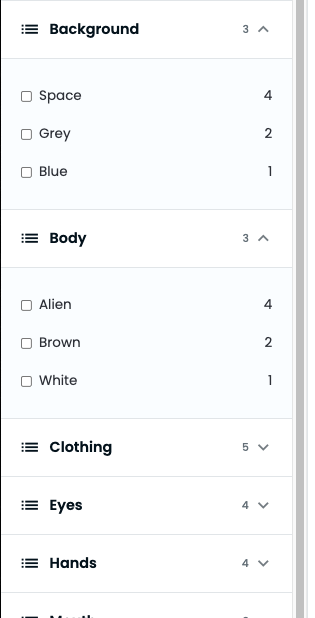 Background 3
Space 4
Grey 2
Blue 1
Body 3
Alien 4
Brown 2
White 1
Clothing 5
Eyes 4
Hands 4